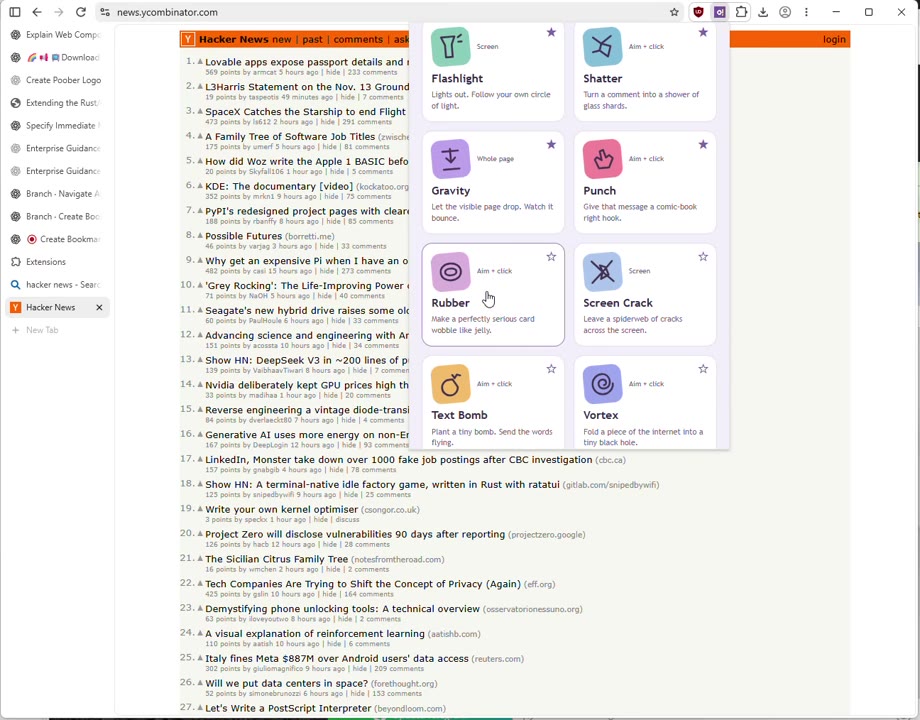 news.ycombinator.com
Explain Web Compo
Download
Create Poober Logo
Extending the Rust
Specify Immediate
Enterprise Guidance
Enterprise Guidance
Branch - Navigate A
Branch - Create Boo
Create Bookmar
Extensions
hacker news - Searc
Hacker News
New Tab
Y Hacker News new | past | comments | ask
login
1. Lovable apps expose passport details and
569 points by armcat 5 hours ago | hide | 233 comments
2. L3Harris Statement on the Nov. 13 Ground
19 points by taspeotis 49 minutes ago | hide | 7 comments
3. SpaceX Catches the Starship to end Flight
473 points by ls612 2 hours ago | hide | 291 comments
4. A Family Tree of Software Job Titles (zwische
175 points by umerf 5 hours ago | hide | 81 comments
5. How did Woz write the Apple 1 BASIC befo
20 points by Skyfall106 1 hour ago | hide | 5 comments
6. KDE: The documentary [video] (kockatoo.org
352 points by mrkn1 9 hours ago | hide | 75 comments
7. PyPI's redesigned project pages with cleare
188 points by rbanffy 8 hours ago | hide | 85 comments
8. Possible Futures (borretti.me)
46 points by varjag 3 hours ago | hide | 33 comments
9. Why get an expensive Pi when I have an o
482 points by casi 15 hours ago | hide | 273 comments
10. 'Grey Rocking': The Life-Improving Power
71 points by NaOH 5 hours ago | hide | 40 comments
11. Seagate's new hybrid drive raises some old
60 points by PaulHoule 6 hours ago | hide | 33 comments
12. Advancing science and engineering with Ar
151 points by acossta 10 hours ago | hide | 34 comments
13. Show HN: DeepSeek V3 in ~200 lines of p
139 points by VaibhaavTiwari 8 hours ago | hide | 7 commer
14. Nvidia deliberately kept GPU prices high th
33 points by madihaa 1 hour ago | hide | 20 comments
15. Reverse engineering a vintage diode-transi
84 points by dverlaeckt80 7 hours ago | hide | 4 comments
16. Generative AI uses more energy on non-Er
167 points by DeepLogin 12 hours ago | hide | 93 comments
17. LinkedIn, Monster take down over 1000 fake job postings after CBC investigation (cbc.ca)
157 points by gnabgib 4 hours ago | hide | 78 comments
18. Show HN: A terminal-native idle factory game, written in Rust with ratatui (gitlab.com/snipedbywifi)
125 points by snipedbywifi 9 hours ago | hide | 25 comments
19. Write your own kernel optimiser (csongor.co.uk)
3 points by speckx 1 hour ago | hide | discuss
20. Project Zero will disclose vulnerabilities 90 days after reporting (projectzero.google)
126 points by hacb 12 hours ago | hide | 28 comments
21. The Sicilian Citrus Family Tree (notesfromtheroad.com)
16 points by wmchen 2 hours ago | hide | 2 comments
22. Tech Companies Are Trying to Shift the Concept of Privacy (Again) (eff.org)
425 points by gslin 10 hours ago | hide | 164 comments
23. Demystifying phone unlocking tools: A technical overview (osservatorionessuno.org)
63 points by iloveyoutwo 8 hours ago | hide | 2 comments
24. A visual explanation of reinforcement learning (aatishb.com)
110 points by aatish 10 hours ago | hide | 6 comments
25. Italy fines Meta $887M over Android users' data access (reuters.com)
302 points by giuliomagnifico 9 hours ago | hide | 209 comments
26. Will we put data centers in space? (forethought.org)
52 points by simonebrunozzi 6 hours ago | hide | 153 comments
27. Let's Write a PostScript Interpreter (beyondloom.com)
Screen
Flashlight
Lights out. Follow your own circle
of light.
Aim + click
Shatter
Turn a comment into a shower of
glass shards.
Whole page
Gravity
Let the visible page drop. Watch it
bounce.
Aim + click
Punch
Give that message a comic-book
right hook.
Aim + click
Rubber
Make a perfectly serious card
wobble like jelly.
Screen
Screen Crack
Leave a spiderweb of cracks
across the screen.
Aim + click
Text Bomb
Plant a tiny bomb. Send the words
flying.
Aim + click
Vortex
Fold a piece of the internet into a
tiny black hole.